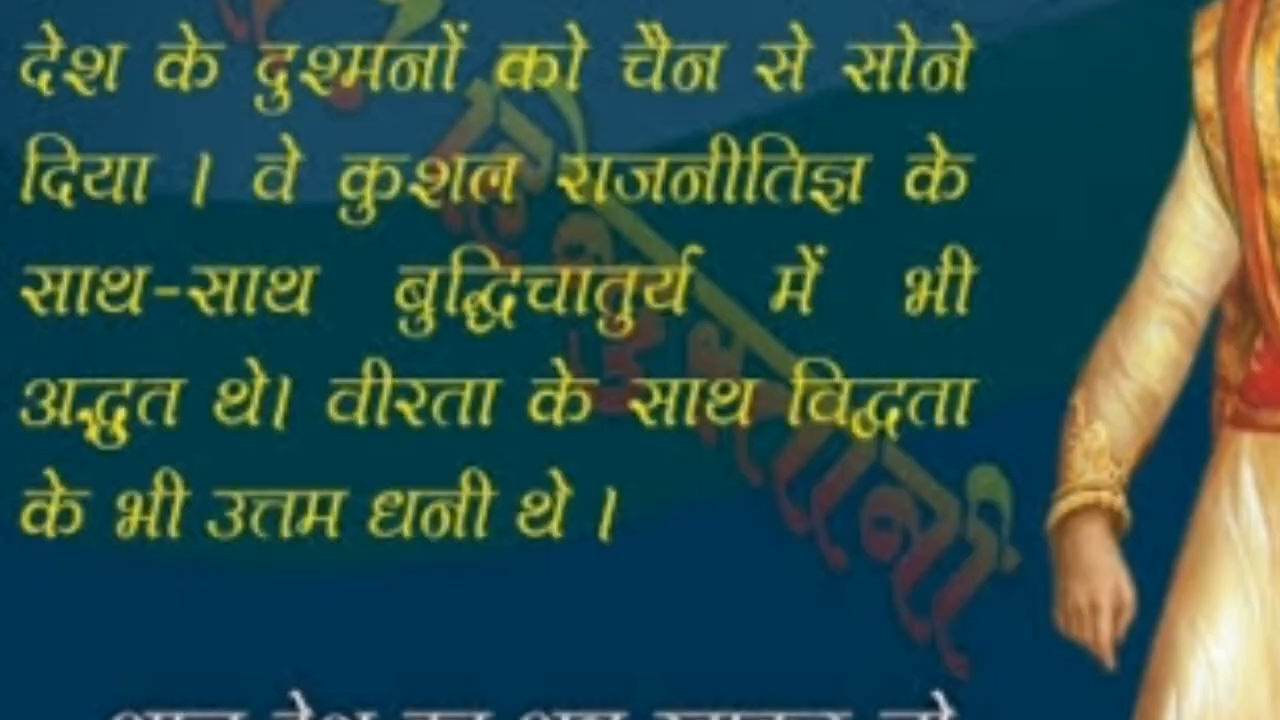 देश के दुश्मनों को चैन से सोने
दिया । वे कुशल राजनीतिज्ञ के
साथ-साथ बुद्धिचातुर्य में भी
अद्भुत थे। वीरता के साथ विद्वता
के भी उत्तम धनी थे ।